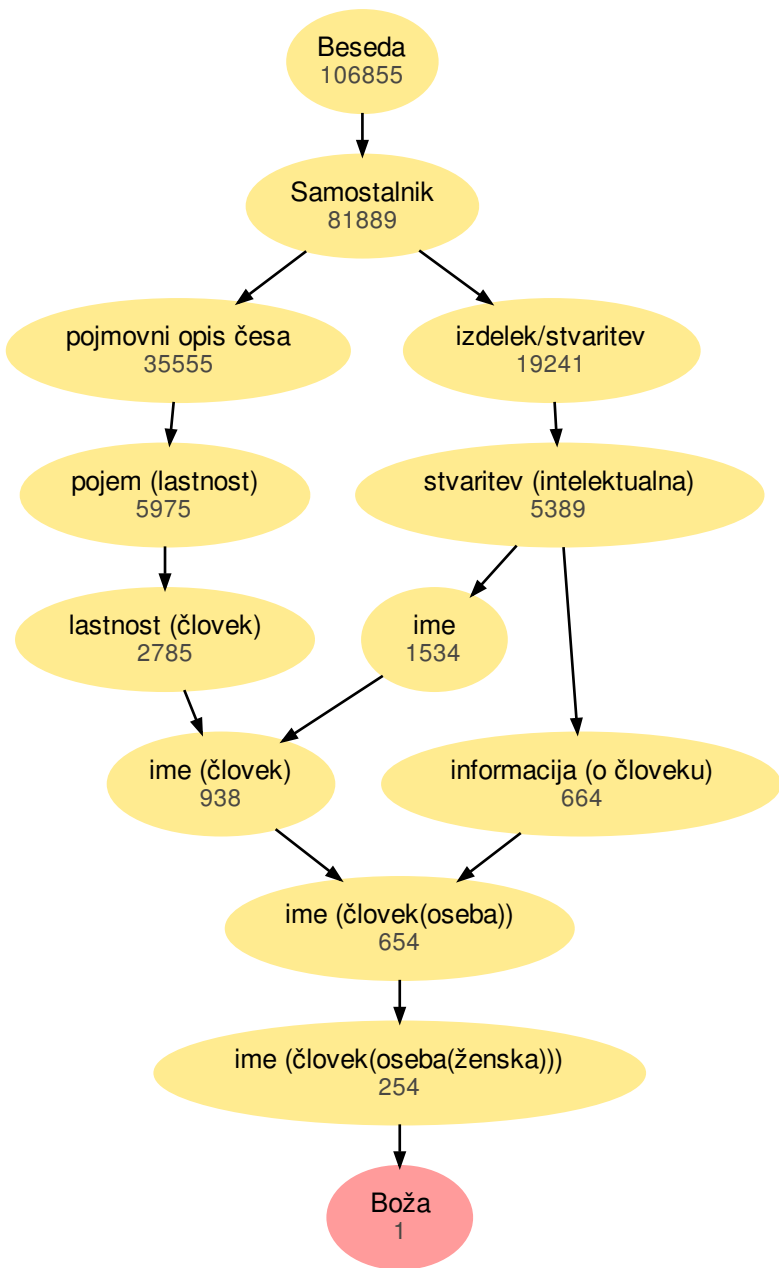 Beseda
106855
Samostalnik
81889
pojmovni opis česa
35555
izdelek/stvaritev
19241
pojem (lastnost)
5975
stvaritev (intelektualna)
5389
lastnost (človek)
2785
ime
1534
ime (človek)
938
informacija (o človeku)
664
ime (človek(oseba))
654
ime (človek(oseba(ženska)))
254
Boža
1